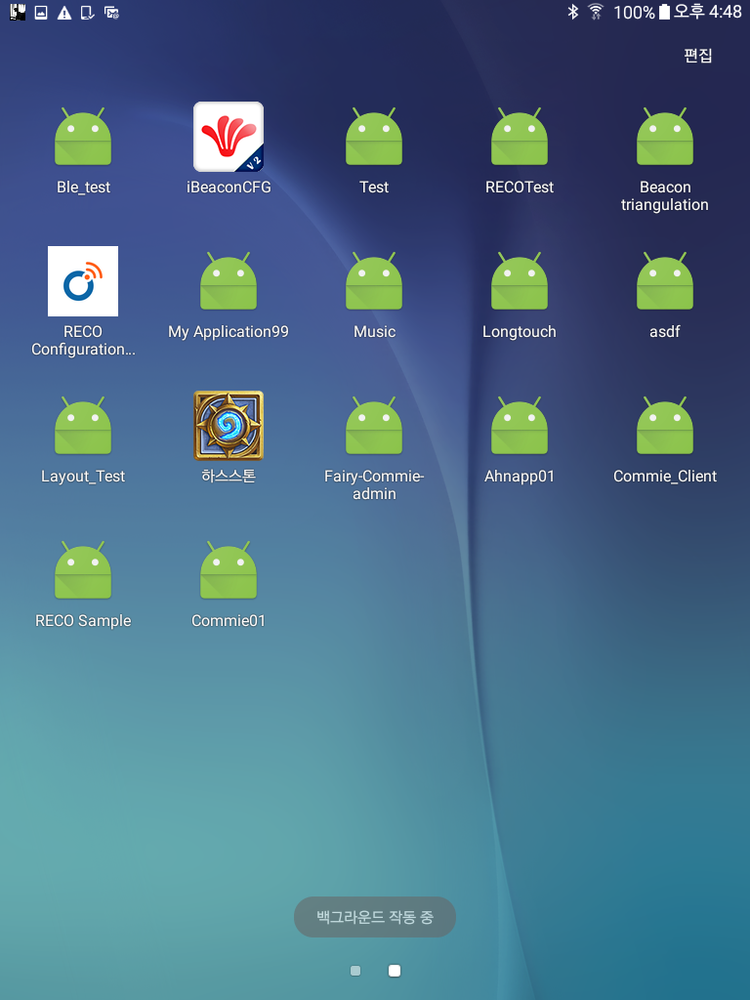 100% 오후 4:48
편집
Ble_test
V 2
iBeaconCFG
Test
RECOTest
Beacon
triangulation
RECO
Configuration...
My Application99
Music
Longtouch
asdf
Layout_Test
하스스톤
Fairy-Commie-
admin
Ahnapp01
Commie_Client
RECO Sample
Commie01
백그라운드 작동 중